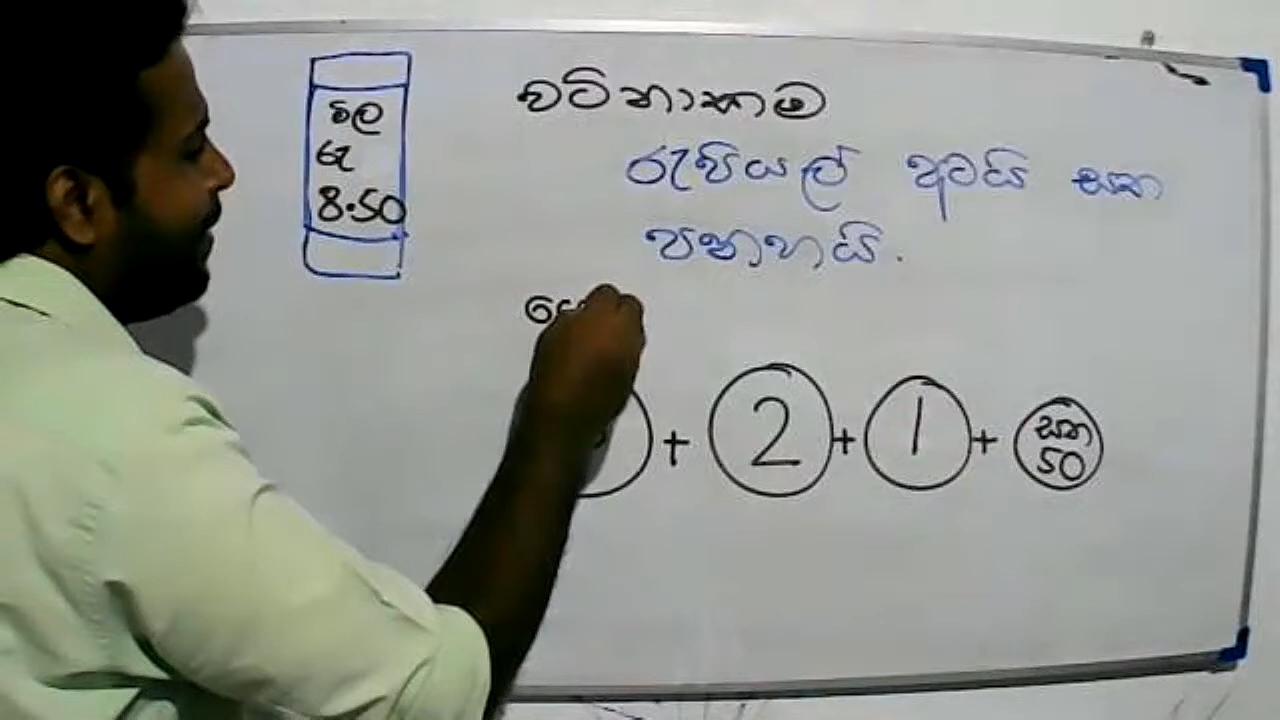 මිල
රු
8.50
වටිනාකම
රුපියල් අටයි සත
පනහයි.
+ 2 + 1 + සත 50